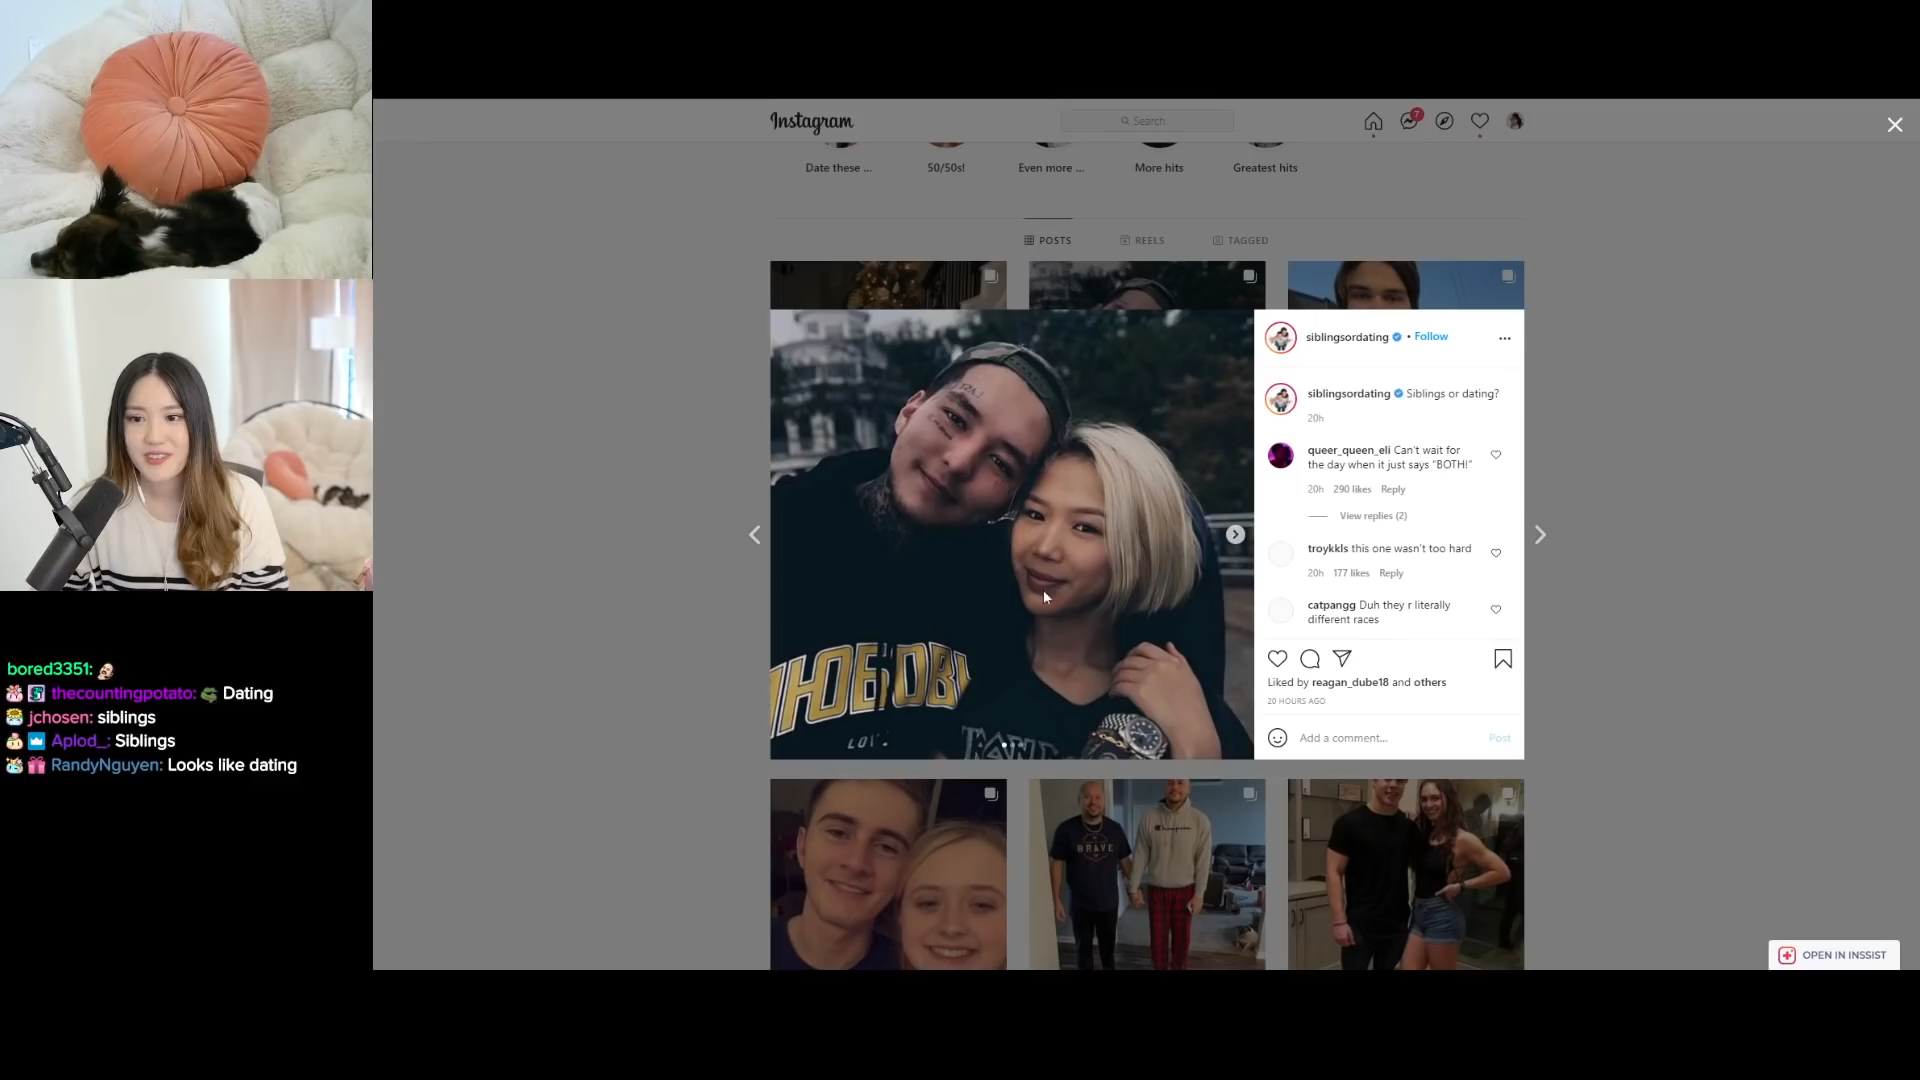 Instagram
Search
7
Date these ...
50/50s!
Even more ...
More hits
Greatest hits
POSTS
REELS
TAGGED
siblingsordating • Follow
siblingsordating Siblings or dating?
20h
queer_queen_eli Can't wait for
the day when it just says "BOTH!"
20h 290 likes Reply
View replies (2)
troykkls this one wasn't too hard
20h 177 likes Reply
catpangg Duh they r literally
different races
Liked by reagan_dube18 and others
20 HOURS AGO
Add a comment...
Post
BRAVE
Champion
OPEN IN INSSIST
bored3351:
thecountingpotato: Dating
jchosen: siblings
Aplod_: Siblings
RandyNguyen: Looks like dating